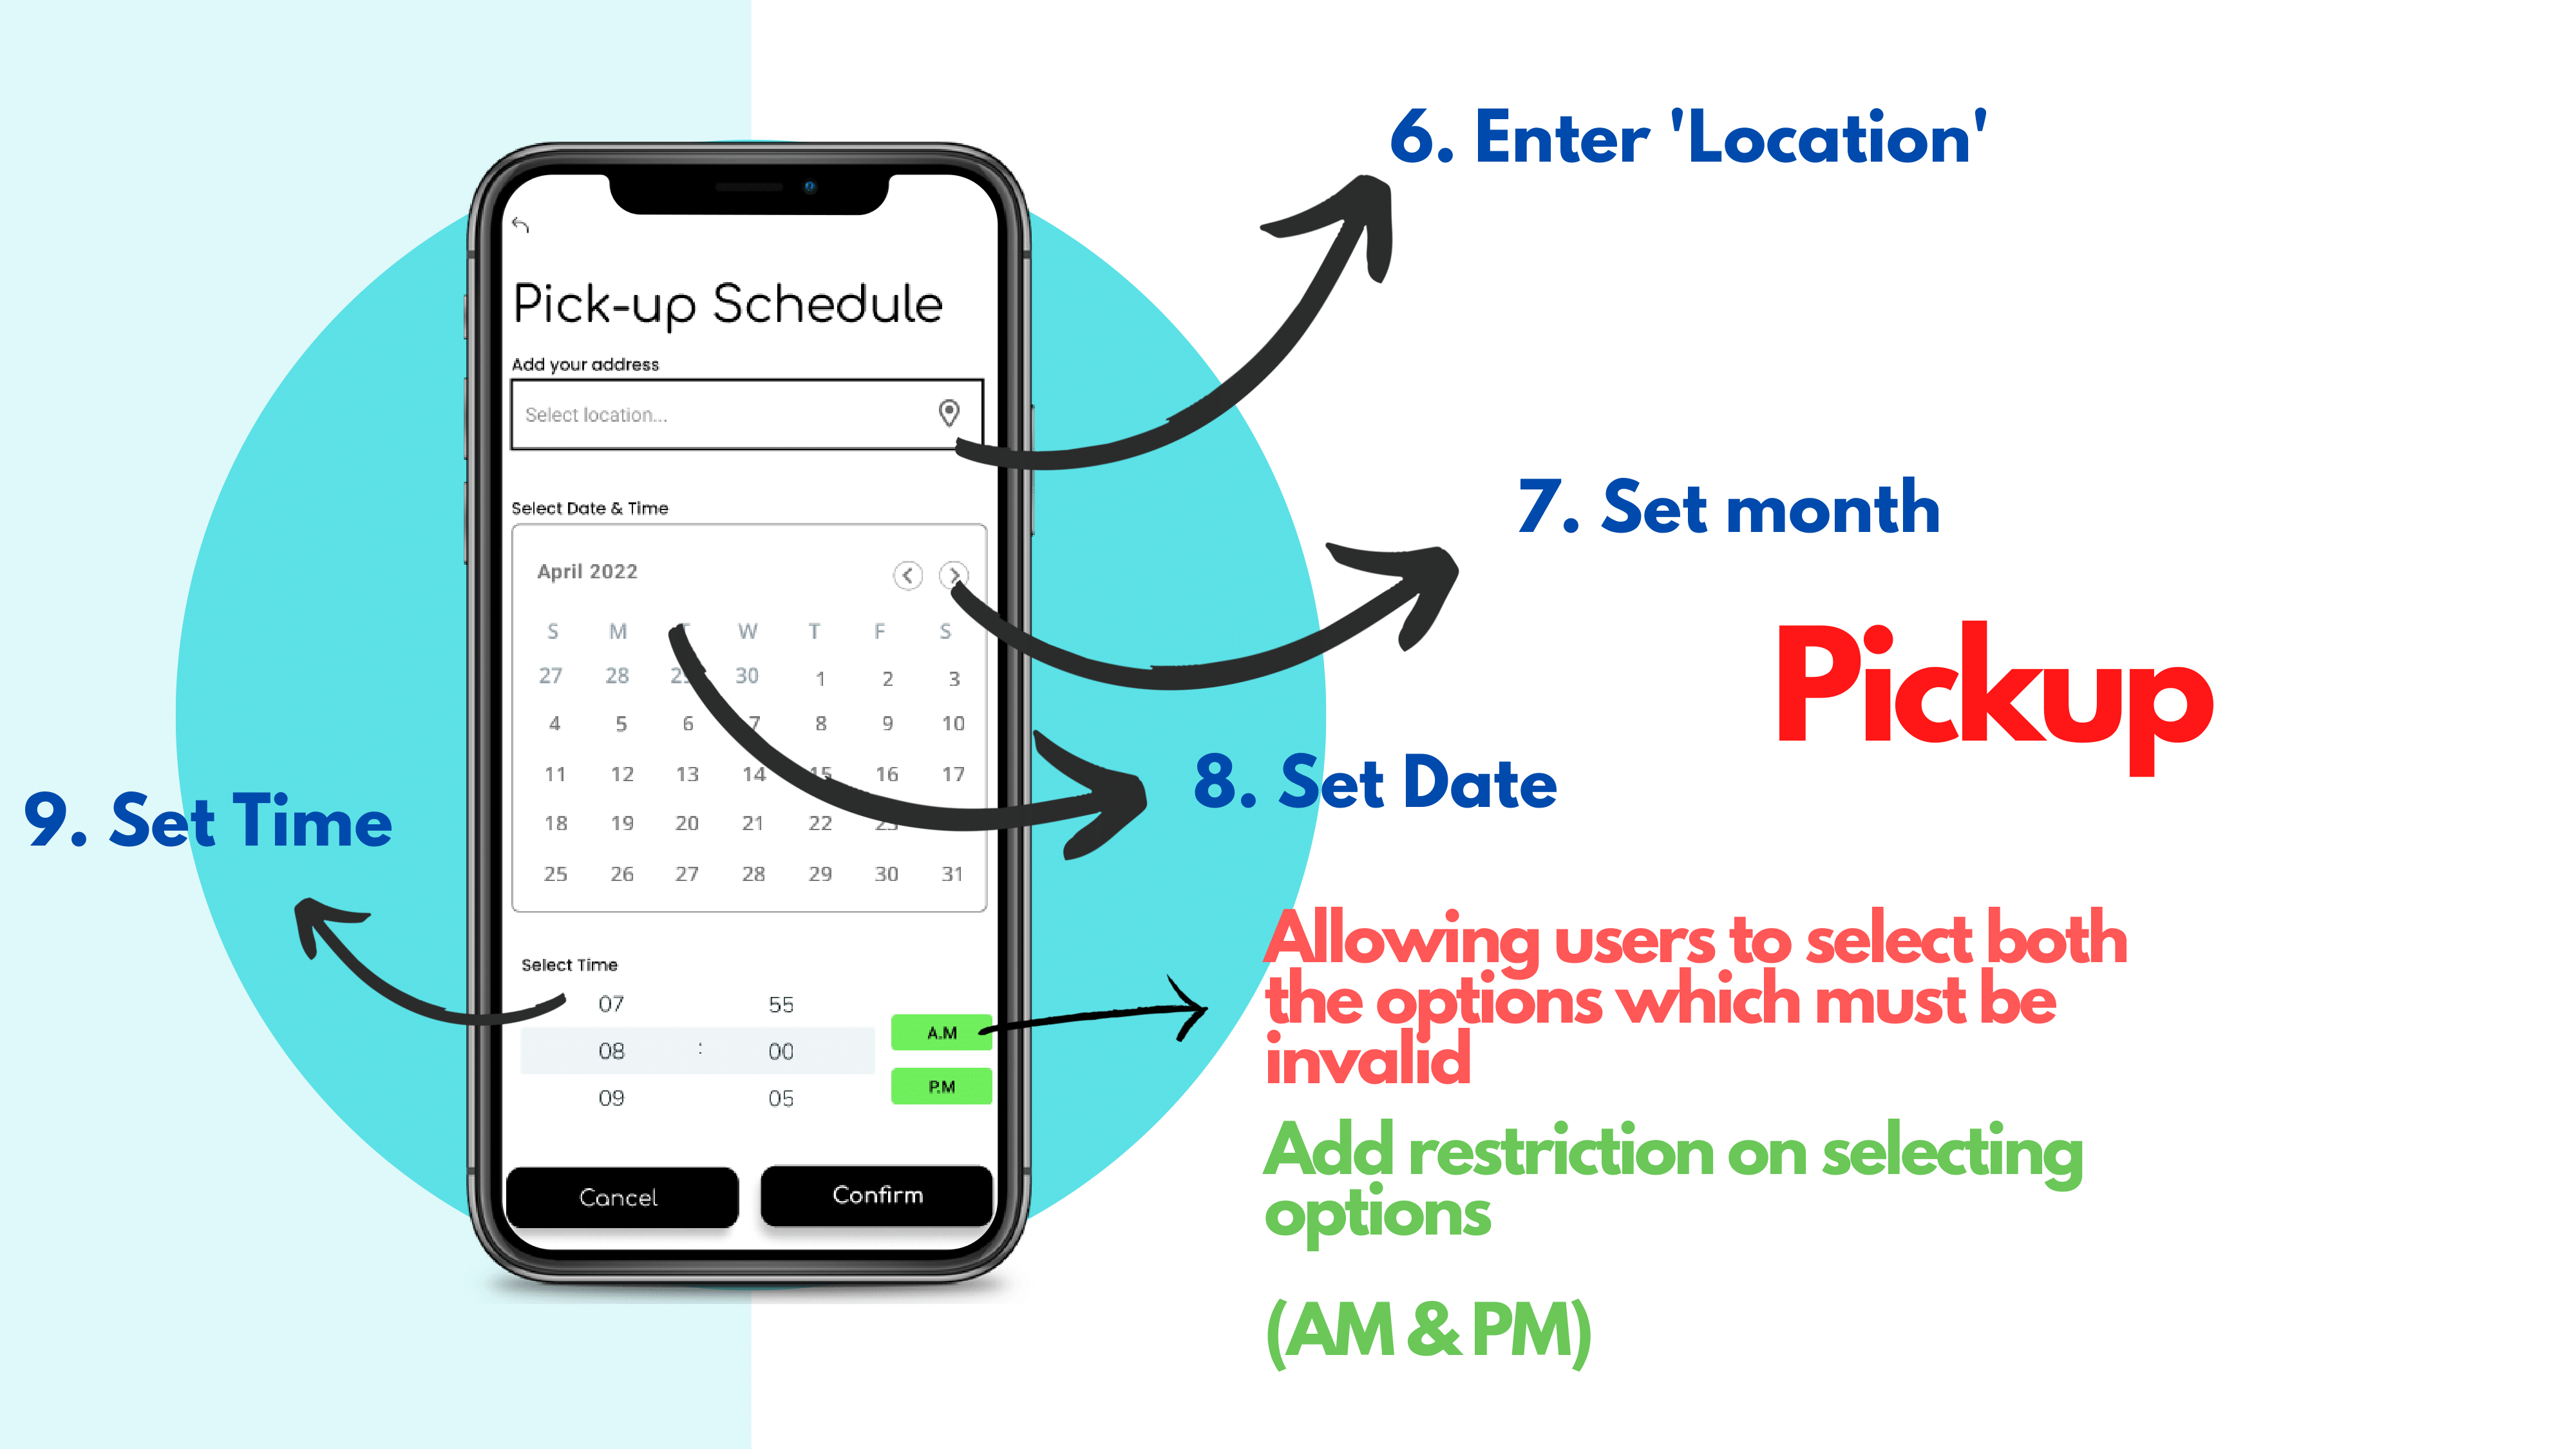 6. Enter 'Location'
Pick-up Schedule
Add your address
Select location...
7. Set month
Select Date & Time
April 2022
S M T W T F S
27 28 29 30 1 2 3
4 5 6 7 8 9 10
11 12 13 14 15 16 17
18 19 20 21 22 23
25 26 27 28 29 30 31
Pickup
8. Set Date
9. Set Time
Select Time
07 55
08 : 00
09 05
A.M
P.M
Cancel
Confirm
Allowing users to select both
the options which must be
invalid
Add restriction on selecting
options
(AM & PM)